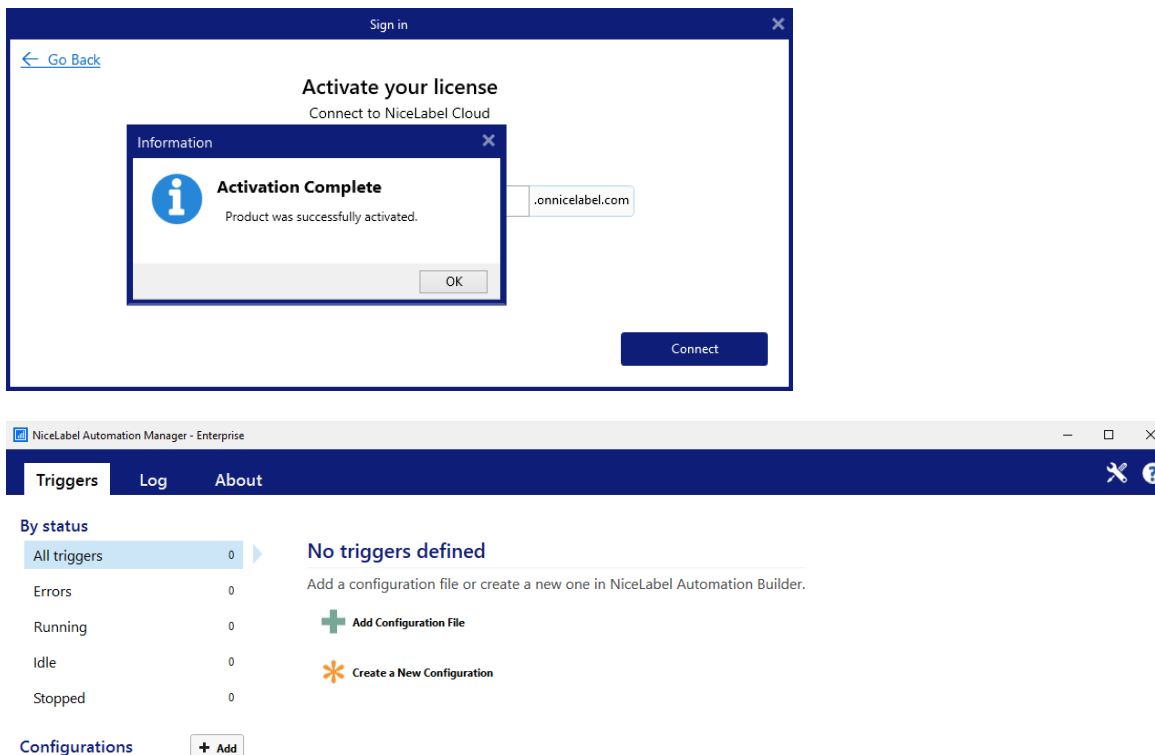 Sign in
Go Back
Activate your license
Connect to NiceLabel Cloud
Information
Activation Complete
Product was successfully activated.
.onnicelabel.com
OK
Connect
NiceLabel Automation Manager - Enterprise
Triggers Log About
By status
All triggers 0
No triggers defined
Errors 0
Add a configuration file or create a new one in NiceLabel Automation Builder.
Running 0
Add Configuration File
Idle 0
Create a New Configuration
Stopped 0
Configurations + Add